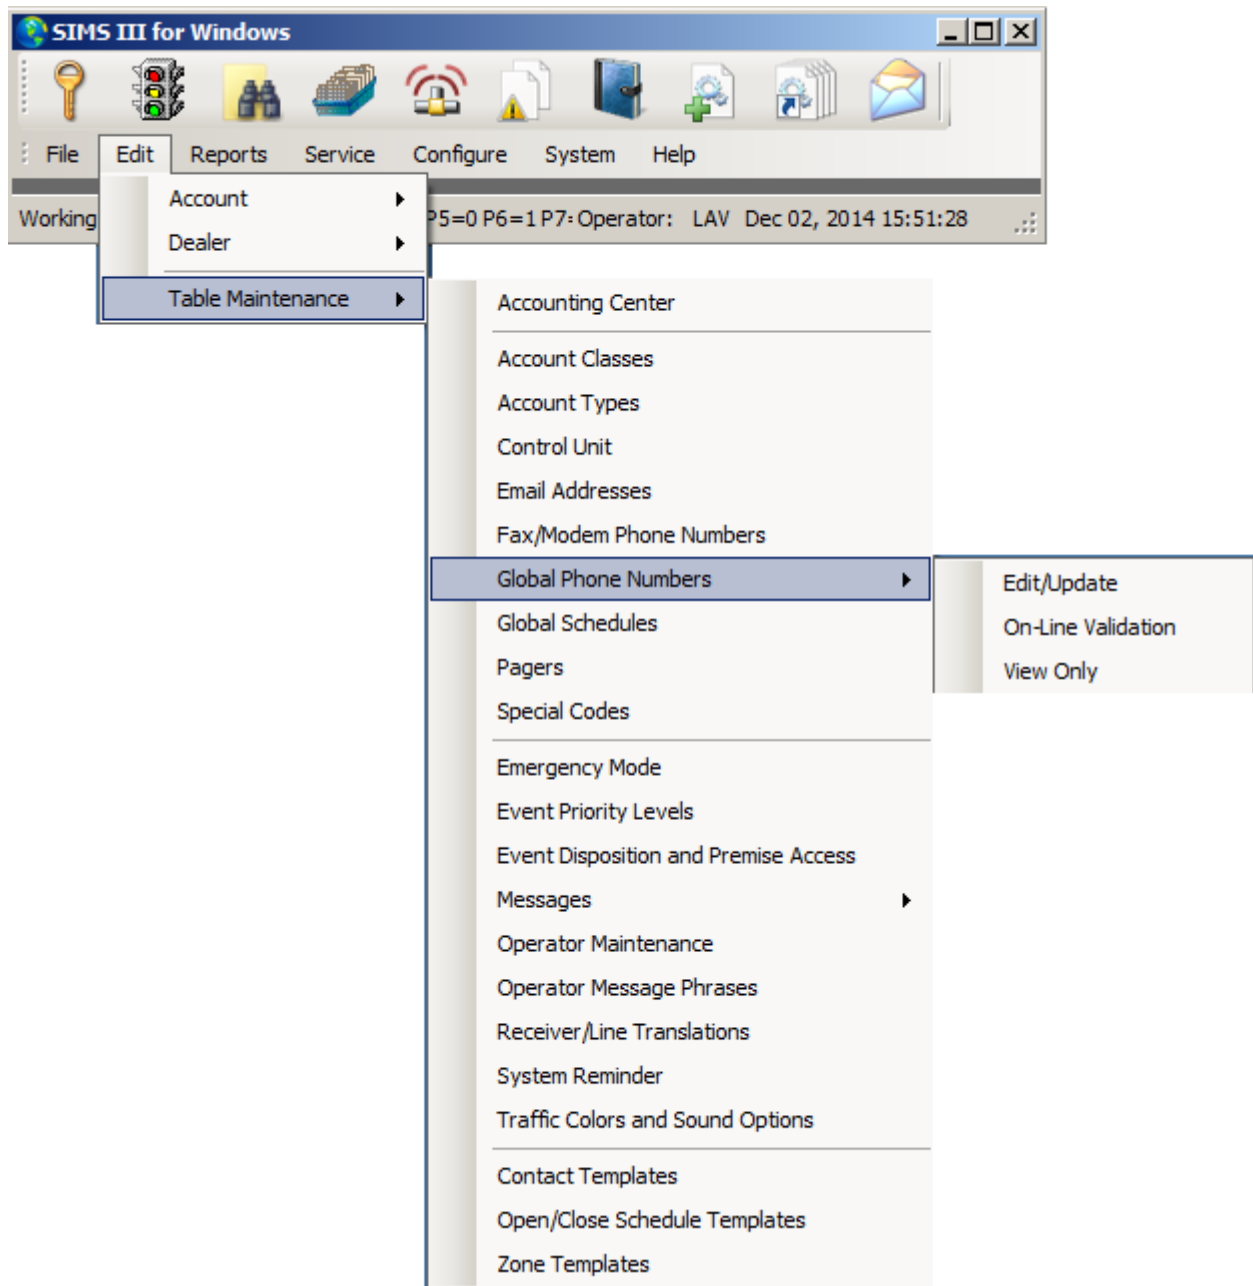 SIMS III for Windows
File Edit Reports Service Configure System Help
Account
Working P5=0 P6=1 P7= Operator: LAV Dec 02, 2014 15:51:28
Dealer
Table Maintenance
Accounting Center
Account Classes
Account Types
Control Unit
Email Addresses
Fax/Modem Phone Numbers
Global Phone Numbers
Edit/Update
Global Schedules
On-Line Validation
Pagers
View Only
Special Codes
Emergency Mode
Event Priority Levels
Event Disposition and Premise Access
Messages
Operator Maintenance
Operator Message Phrases
Receiver/Line Translations
System Reminder
Traffic Colors and Sound Options
Contact Templates
Open/Close Schedule Templates
Zone Templates